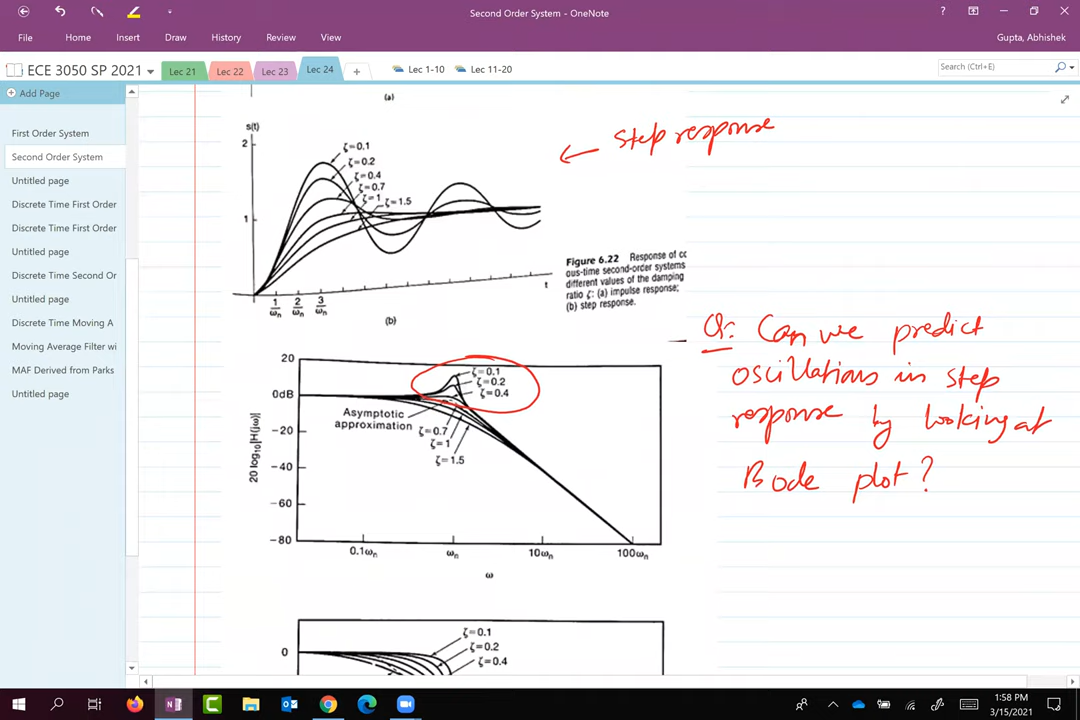 Second Order System - OneNote
?
File
Home
Insert
Draw
History
Review
View
Gupta, Abhishek
ECE 3050 SP 2021
Lec 21
Lec 22
Lec 23
Lec 24
+
Lec 1-10
Lec 11-20
Search (Ctrl+E)
Add Page
First Order System
Second Order System
Untitled page
Discrete Time First Order
Discrete Time First Order
Untitled page
Discrete Time Second Or
Untitled page
Discrete Time Moving A
Moving Average Filter wi
MAF Derived from Parks
Untitled page
(a)
s(t)
2
1
ζ=0.1
ζ=0.2
ζ=0.4
ζ=0.7
ζ=1
ζ=1.5
1/ωn
2/ωn
3/ωn
t
(b)
← step response
Figure 6.22 Response of cc
ous-time second-order systems
different values of the damping
ratio ζ: (a) impulse response;
(b) step response.
20
0dB
-20
-40
-60
-80
20 log10|H(jω)|
ζ=0.1
ζ=0.2
ζ=0.4
Asymptotic
approximation
ζ=0.7
ζ=1
ζ=1.5
0.1ωn
ωn
10ωn
100ωn
ω
Q: Can we predict
oscillations in step
response by looking at
Bode plot?
0
ζ=0.1
ζ=0.2
ζ=0.4
1:58 PM
3/15/2021